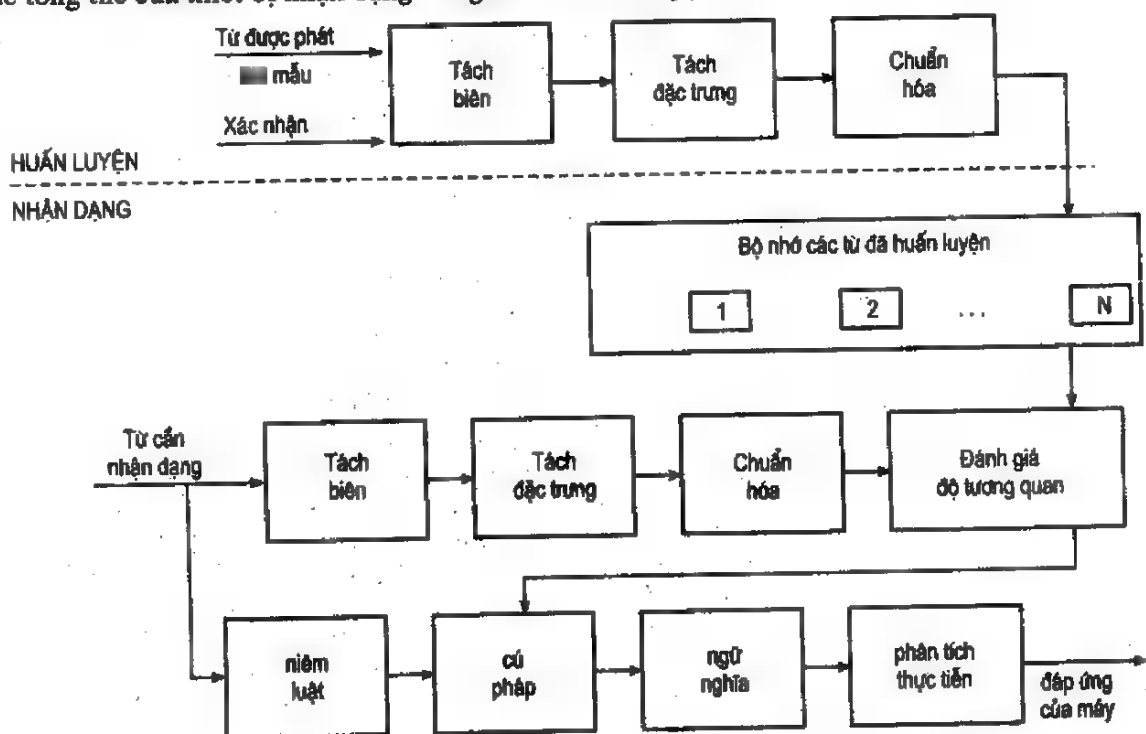 Từ được phát
mẫu
Xác nhận
Tách
biên
Tách
đặc trưng
Chuẩn
hóa
HUẤN LUYỆN
NHẬN DẠNG
Bộ nhớ các từ đã huấn luyện
1
2
...
N
Từ cần
nhận dạng
Tách
biên
Tách
đặc trưng
Chuẩn
hóa
Đánh giá
độ tương quan
niêm
luật
cú
pháp
ngữ
nghĩa
phân tích
thực tiễn
đáp ứng
của máy